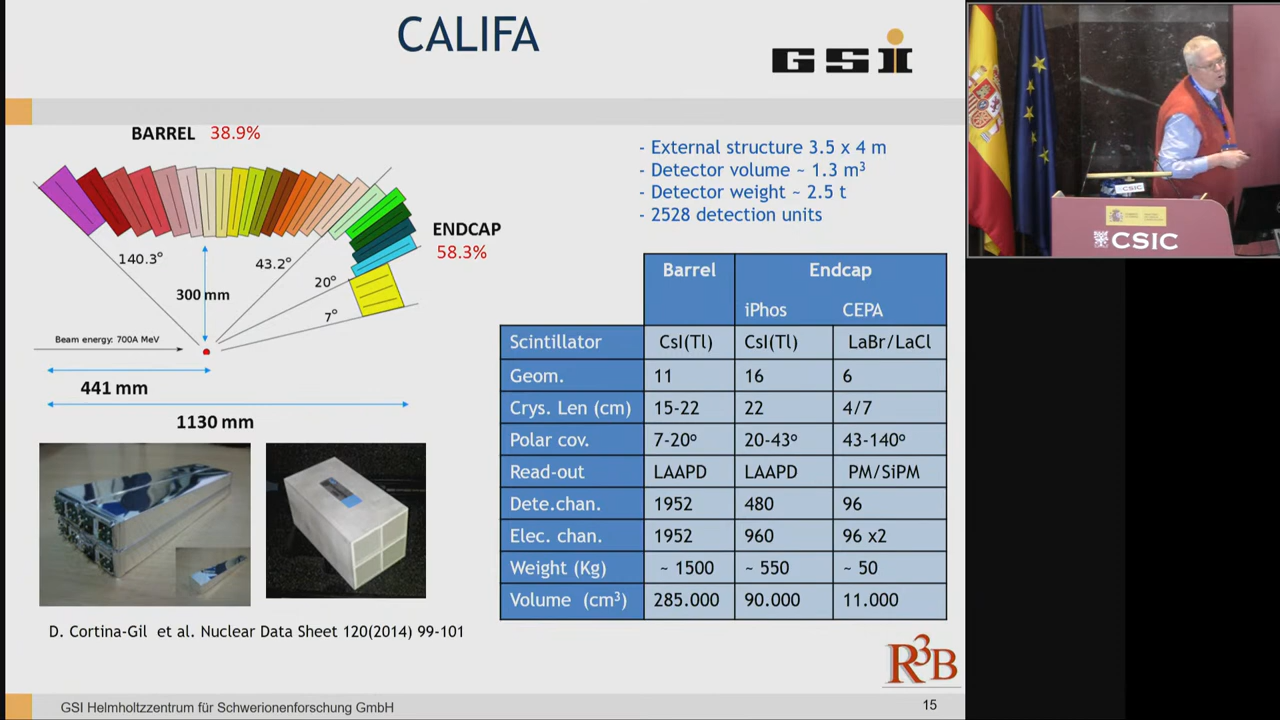 CALIFA
GSI
BARREL 38.9%
ENDCAP
58.3%
140.3°
43.2°
300 mm
20°
7°
Beam energy: 700A MeV
441 mm
1130 mm
- External structure 3.5 x 4 m
- Detector volume ~ 1.3 m³
- Detector weight ~ 2.5 t
- 2528 detection units
Barrel Endcap
iPhos CEPA
Scintillator CsI(Tl) CsI(Tl) LaBr/LaCl
Geom. 11 16 6
Crys. Len (cm) 15-22 22 4/7
Polar cov. 7-20º 20-43º 43-140º
Read-out LAAPD LAAPD PM/SiPM
Dete.chan. 1952 480 96
Elec. chan. 1952 960 96 x2
Weight (Kg) ~ 1500 ~ 550 ~ 50
Volume (cm³) 285.000 90.000 11.000
D. Cortina-Gil et al. Nuclear Data Sheet 120(2014) 99-101
R³B
GSI Helmholtzzentrum für Schwerionenforschung GmbH
15
CSIC
CSIC